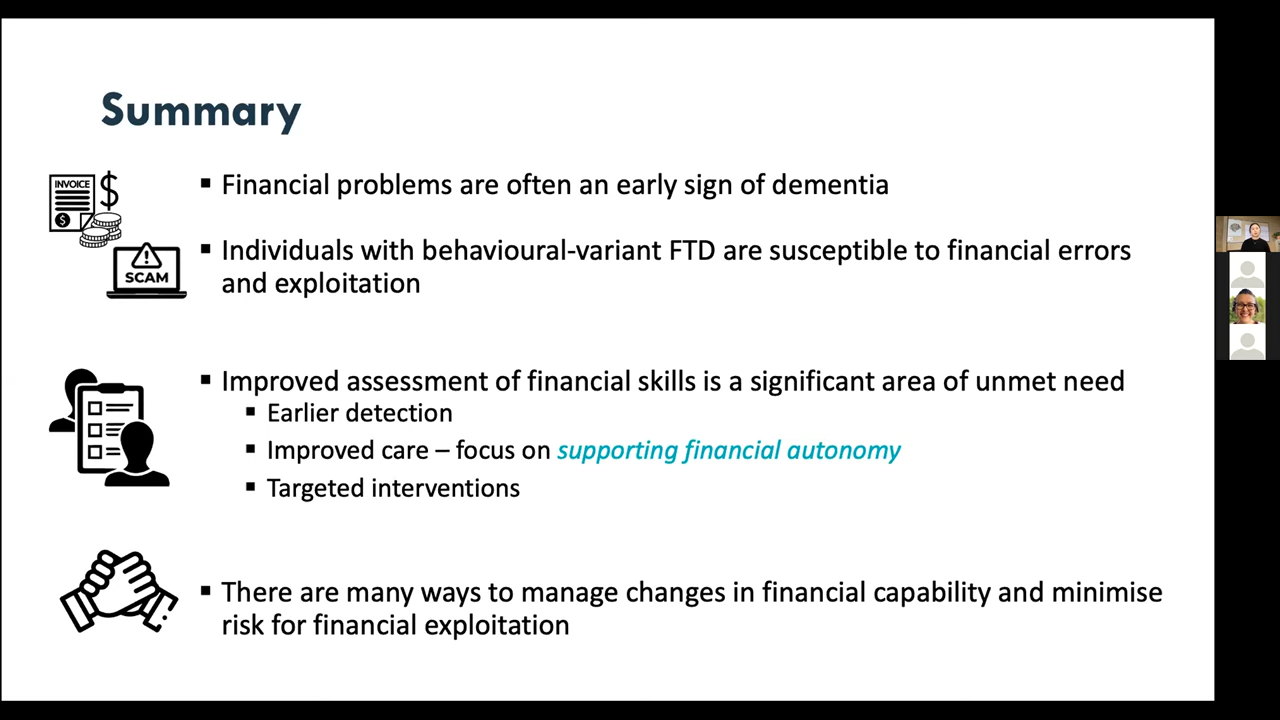 Summary
INVOICE
$
$
▪ Financial problems are often an early sign of dementia
SCAM
▪ Individuals with behavioural-variant FTD are susceptible to financial errors
and exploitation
▪ Improved assessment of financial skills is a significant area of unmet need
▪ Earlier detection
▪ Improved care – focus on supporting financial autonomy
▪ Targeted interventions
▪ There are many ways to manage changes in financial capability and minimise
risk for financial exploitation